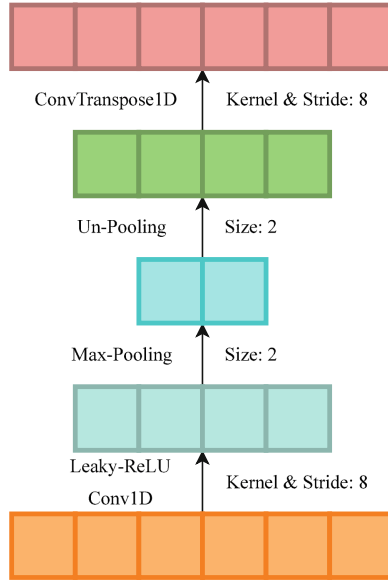 ConvTranspose1D Kernel & Stride: 8
Un-Pooling Size: 2
Max-Pooling Size: 2
Leaky-ReLU
Conv1D Kernel & Stride: 8